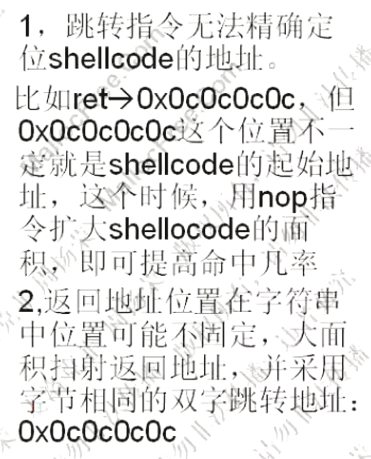 1，跳转指令无法精确定
位shellcode的地址。
比如ret→0x0c0c0c0c，但
0x0c0c0c0c这个位置不一
定就是shellcode的起始地
址，这个时候，用nop指
令扩大shellocode的面
积，即可提高命中凡率
2,返回地址位置在字符串
中位置可能不固定，大面
积扫射返回地址，并采用
字节相同的双字跳转地址：
0x0c0c0c0c